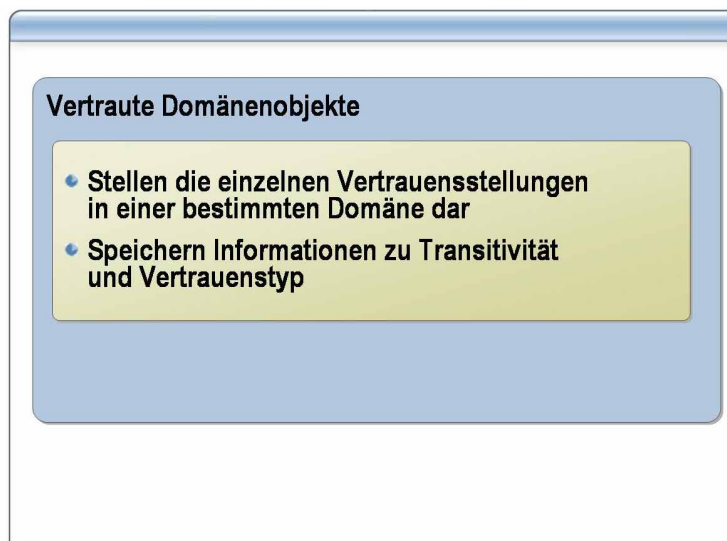 Vertraute Domänenobjekte
Stellen die einzelnen Vertrauensstellungen
in einer bestimmten Domäne dar
Speichern Informationen zu Transitivität
und Vertrauenstyp